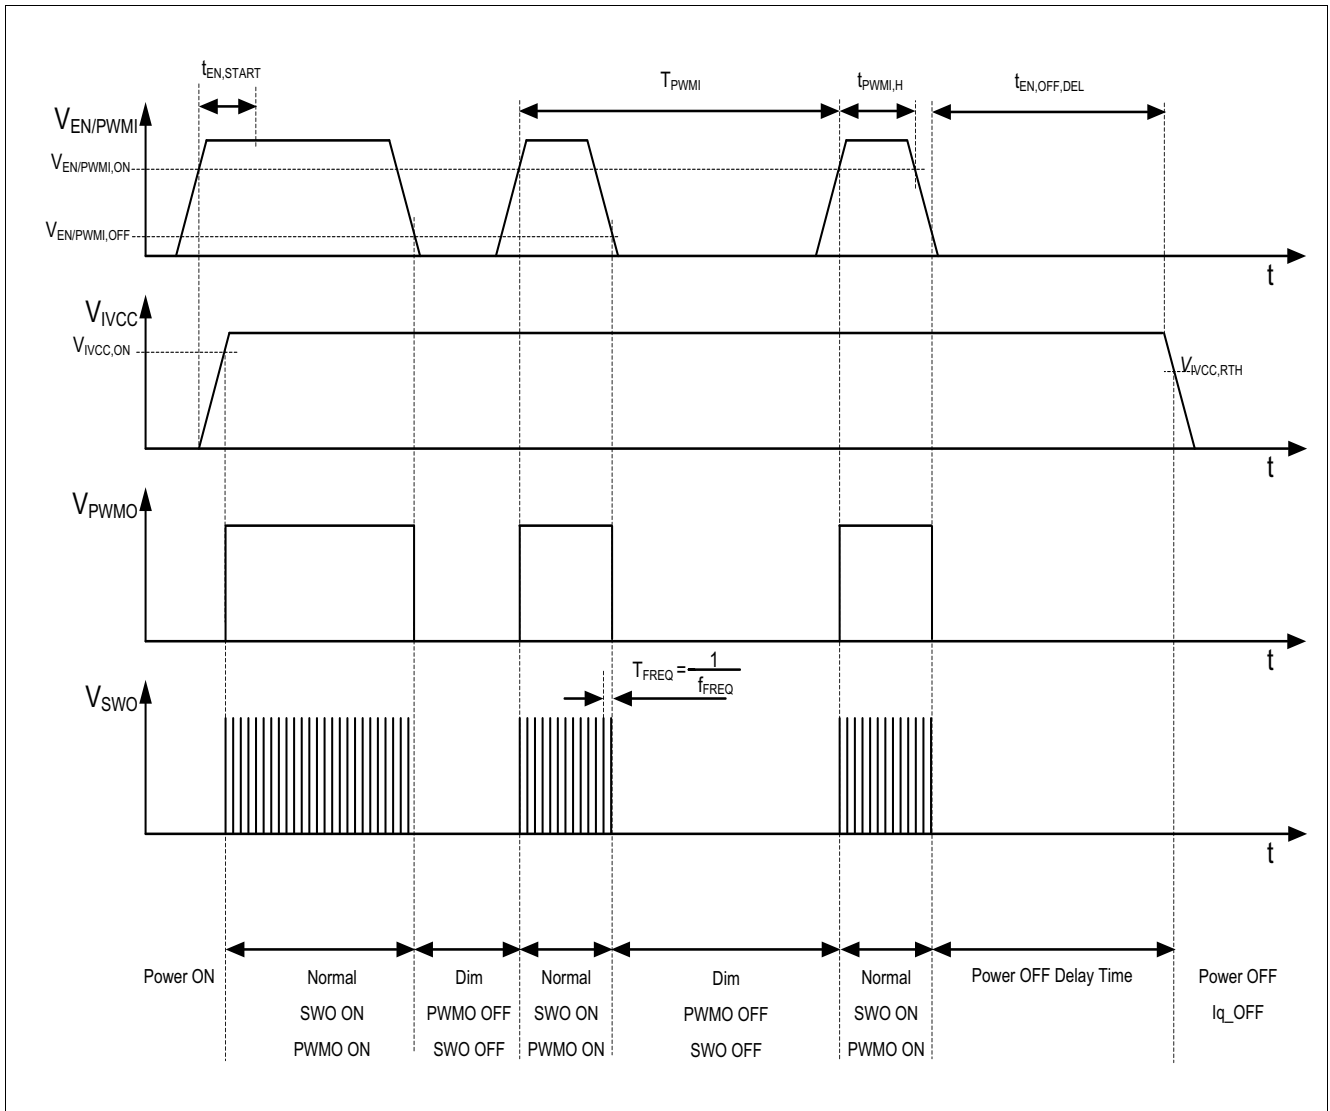 tEN,START
TPWMI
tPWMI,H
tEN,OFF,DEL
VEN/PWMI
VEN/PWMI,ON
VEN/PWMI,OFF
t
VIVCC
VIVCC,ON
VIVCC,RTH
t
VPWMO
t
TFREQ = 1
fFREQ
VSWO
t
Power ON
Normal
SWO ON
PWMO ON
Dim
PWMO OFF
SWO OFF
Normal
SWO ON
PWMO ON
Dim
PWMO OFF
SWO OFF
Normal
SWO ON
PWMO ON
Power OFF Delay Time
Power OFF
Iq_OFF